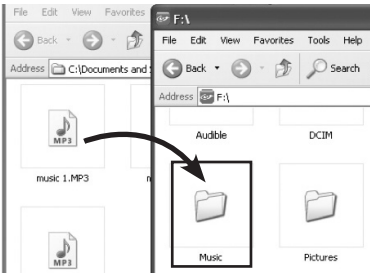 File Edit View Favorites
Back
Address C:\Documents and
MP3
music 1.MP3
MP3
F:\
File Edit View Favorites Tools Help
Back Search
Address F:\
Audible DCIM
Music Pictures